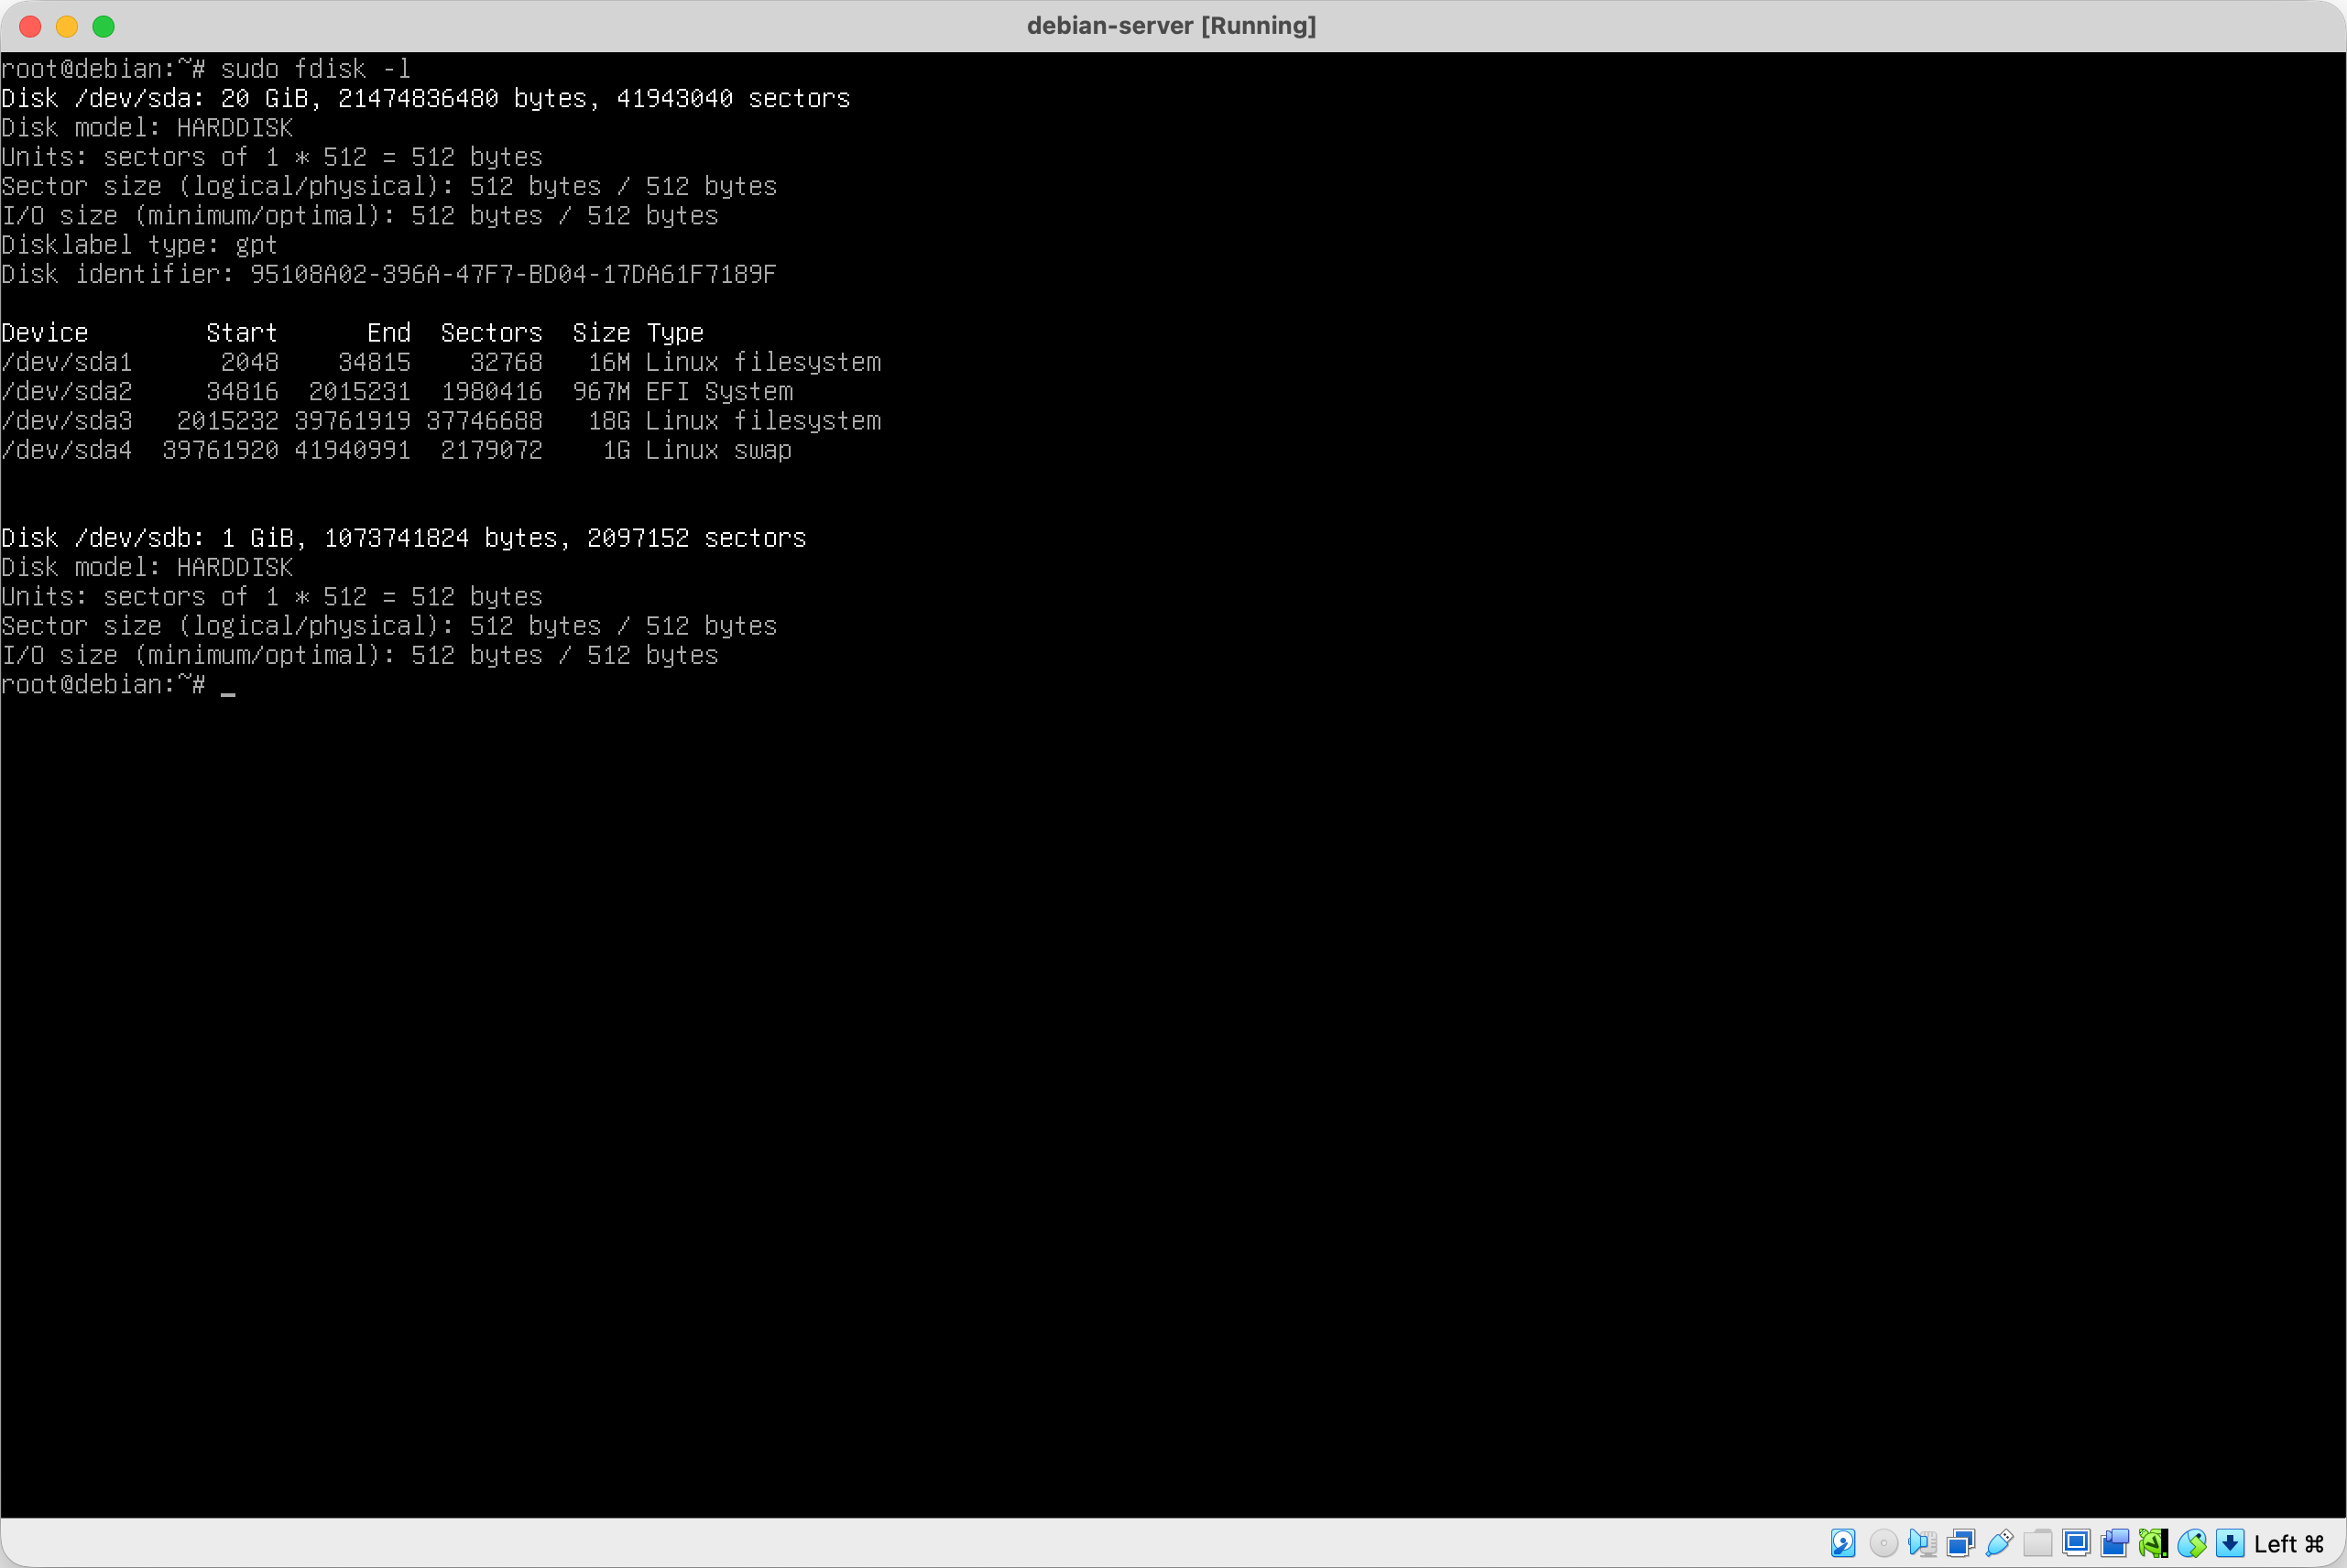 debian-server [Running]
root@debian:~# sudo fdisk -l
Disk /dev/sda: 20 GiB, 21474836480 bytes, 41943040 sectors
Disk model: HARDDISK
Units: sectors of 1 * 512 = 512 bytes
Sector size (logical/physical): 512 bytes / 512 bytes
I/O size (minimum/optimal): 512 bytes / 512 bytes
Disklabel type: gpt
Disk identifier: 95108A02-396A-47F7-BD04-17DA61F7189F
Device        Start      End  Sectors  Size Type
/dev/sda1      2048    34815    32768   16M Linux filesystem
/dev/sda2     34816  2015231  1980416  967M EFI System
/dev/sda3   2015232 39761919 37746688   18G Linux filesystem
/dev/sda4  39761920 41940991  2179072    1G Linux swap
Disk /dev/sdb: 1 GiB, 1073741824 bytes, 2097152 sectors
Disk model: HARDDISK
Units: sectors of 1 * 512 = 512 bytes
Sector size (logical/physical): 512 bytes / 512 bytes
I/O size (minimum/optimal): 512 bytes / 512 bytes
root@debian:~# _
Left ⌘